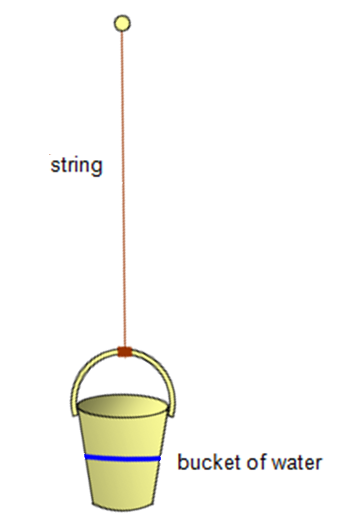 string
bucket of water